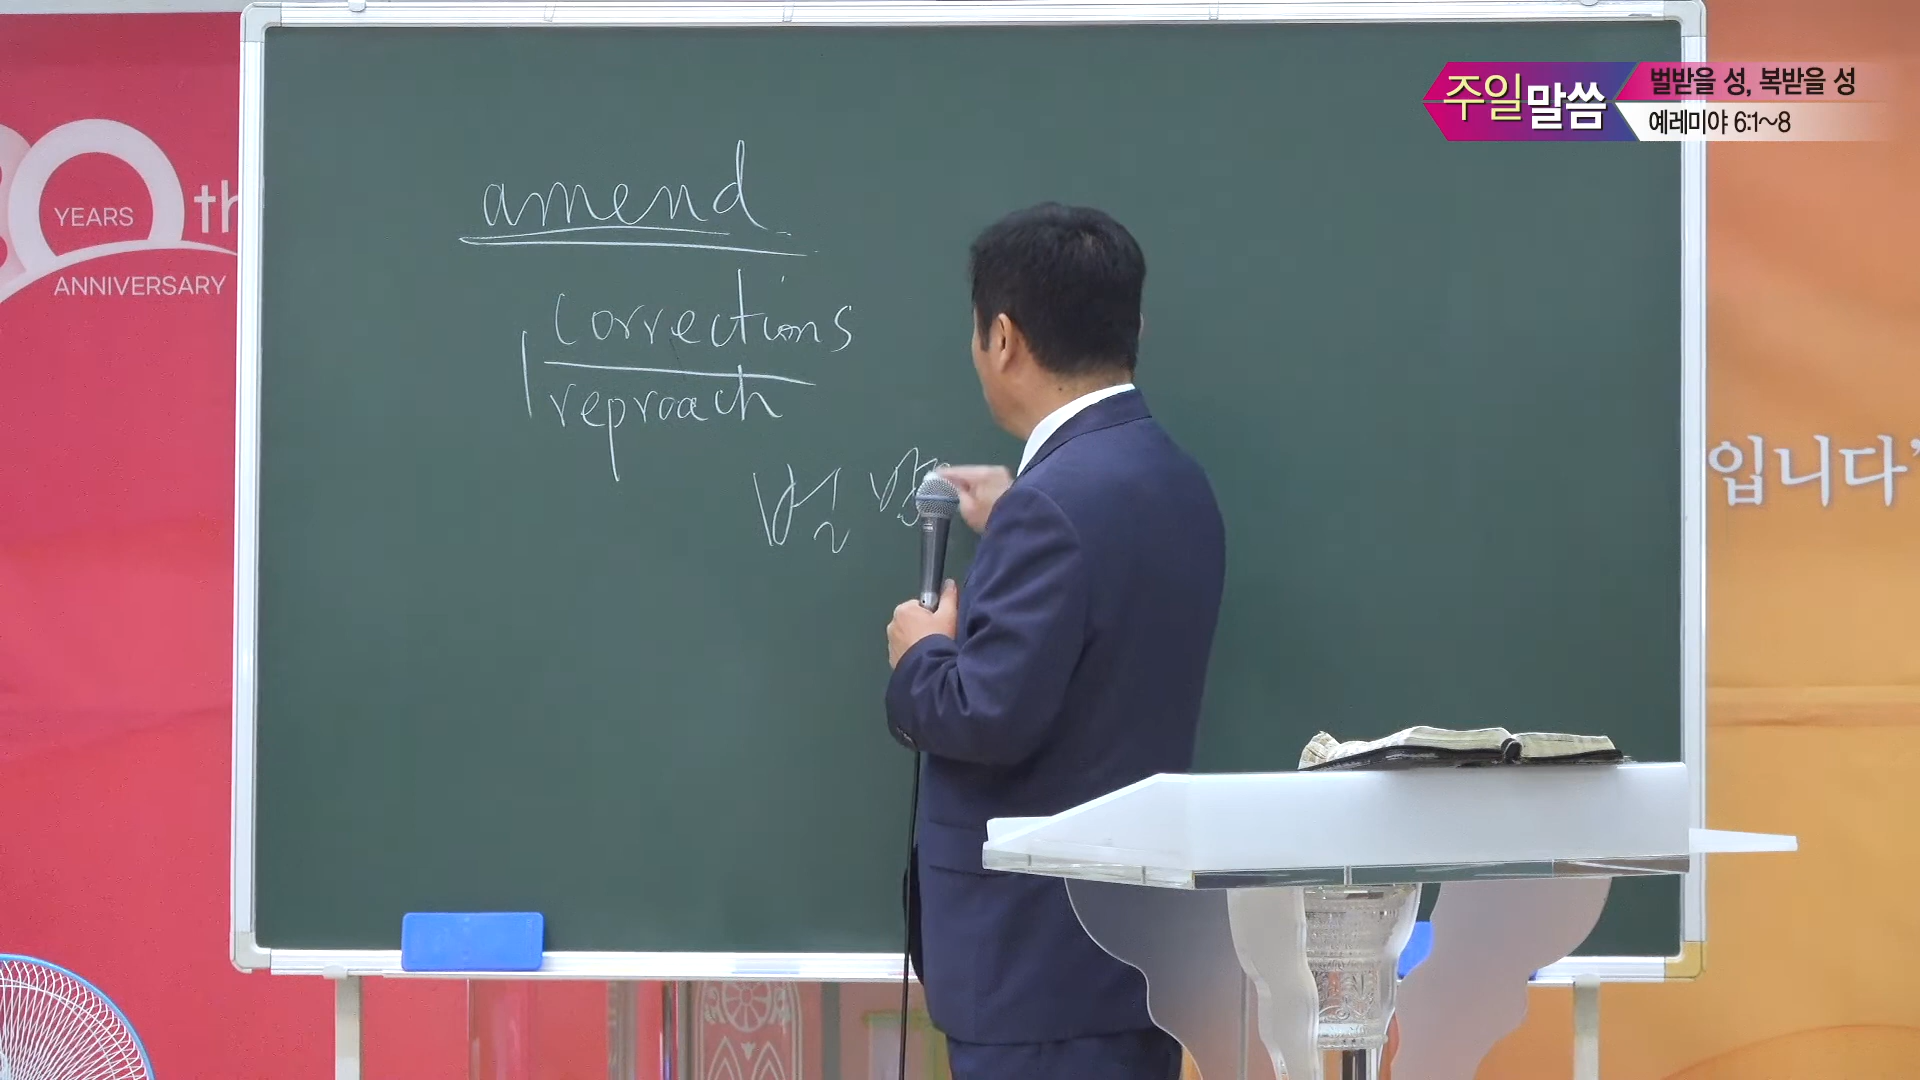 주일말씀
벌받을 성, 복받을 성
예레미야 6:1~8
YEARS
th
ANNIVERSARY
amend
corrections
reproach
입니다’